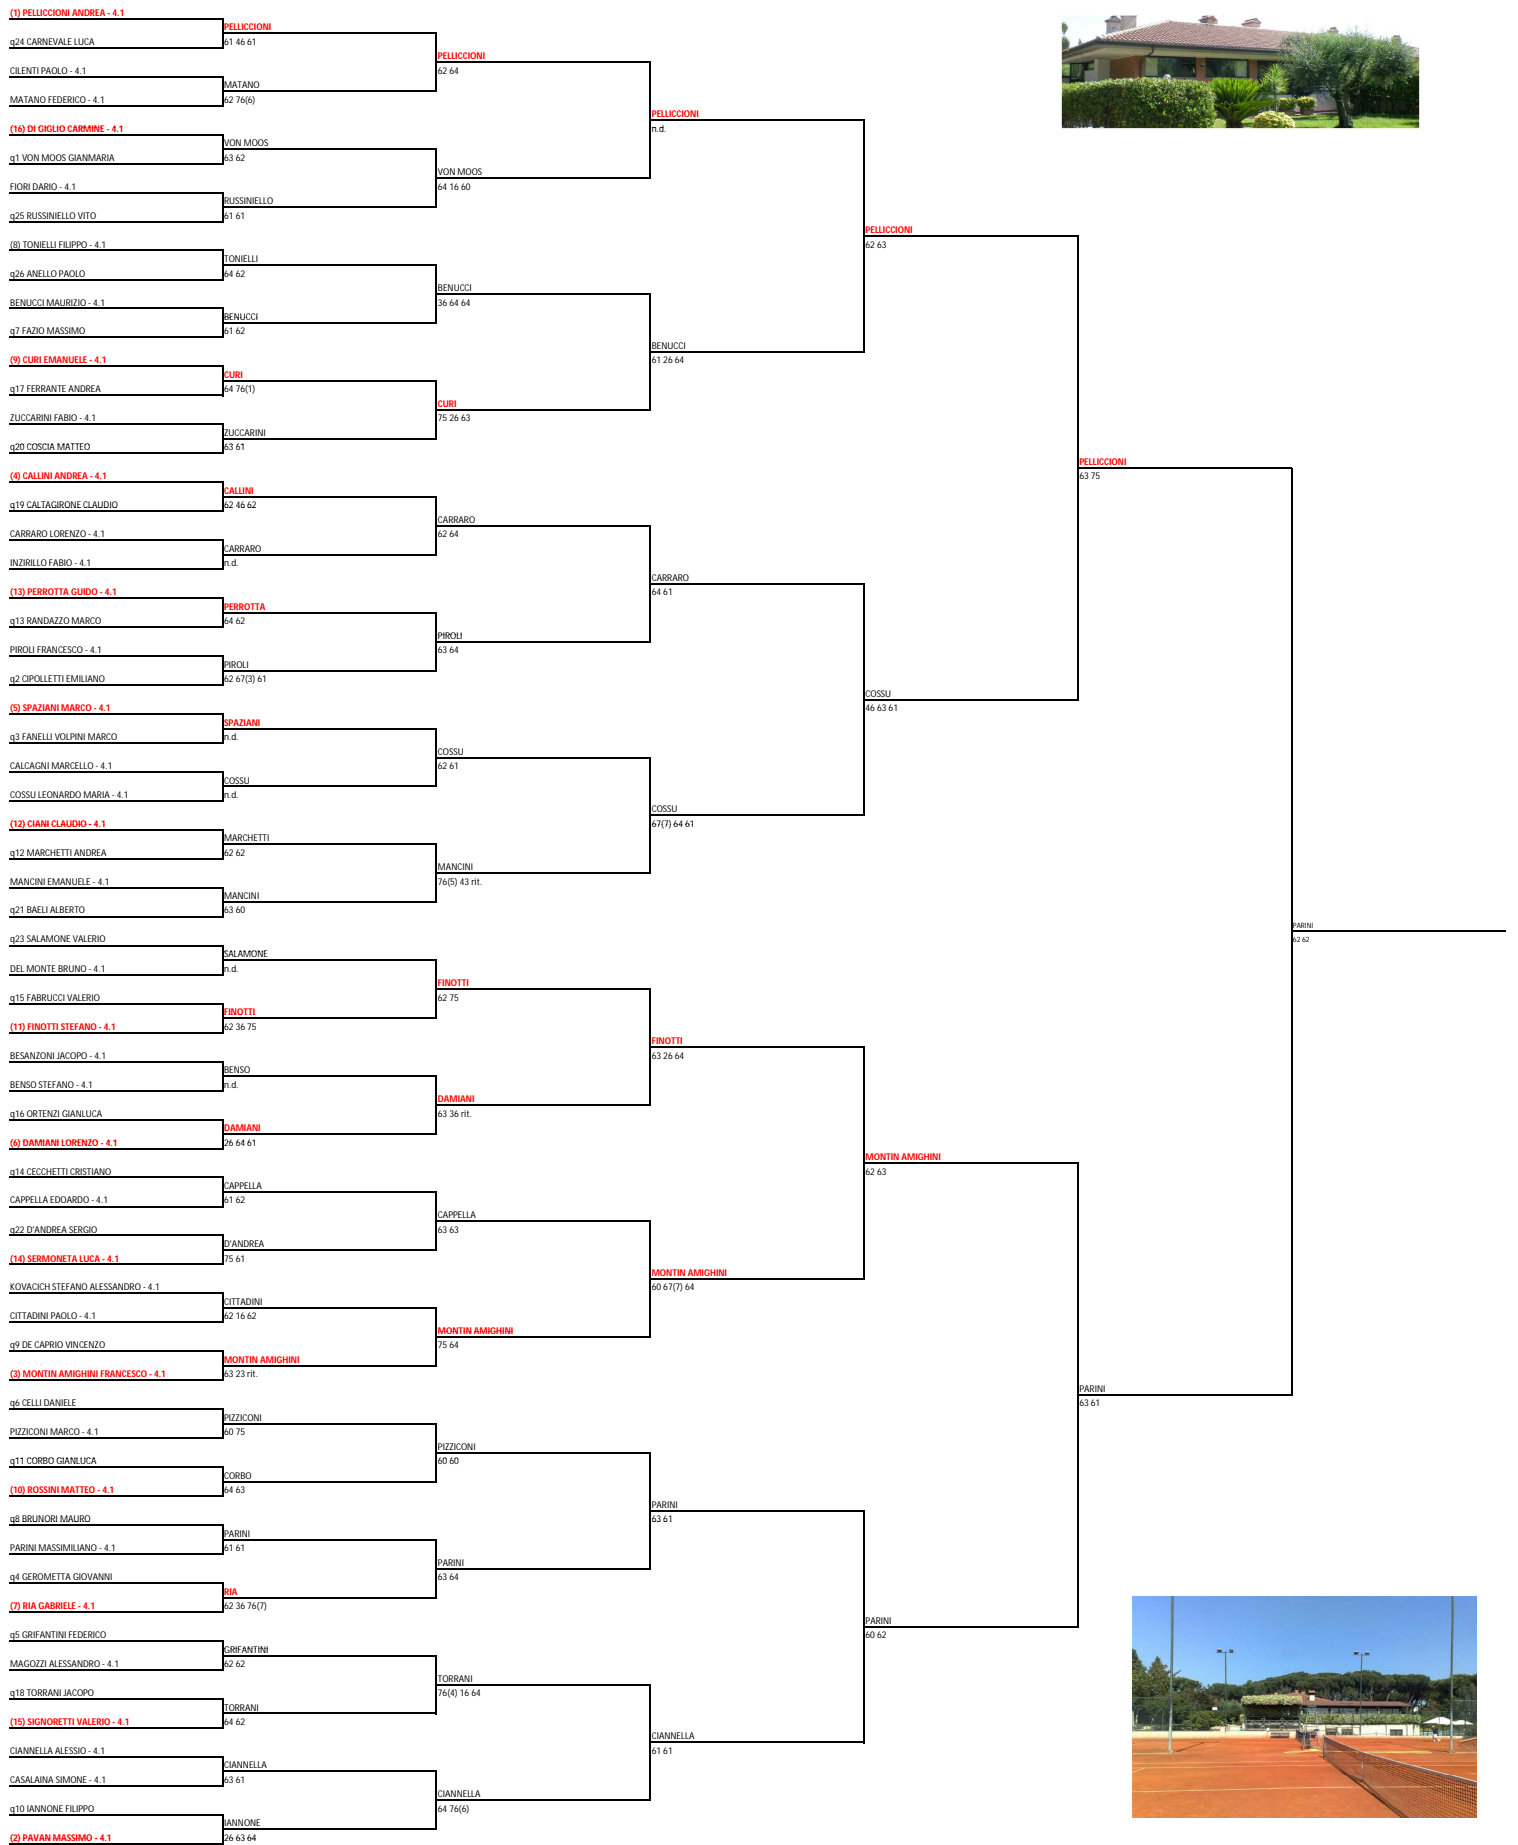 (1) PELLICCIONI ANDREA - 4.1
q24 CARNEVALE LUCA
CILENTI PAOLO - 4.1
MATANO FEDERICO - 4.1
(16) DI GIGLIO CARMINE - 4.1
q1 VON MOOS GIANMARIA
FIORI DARIO - 4.1
q25 RUSSINIELLO VITO
(8) TONIELLI FILIPPO - 4.1
q26 ANELLO PAOLO
BENUCCI MAURIZIO - 4.1
q7 FAZIO MASSIMO
(9) CURI EMANUELE - 4.1
q17 FERRANTE ANDREA
ZUCCARINI FABIO - 4.1
q20 COSCIA MATTEO
(4) CALLINI ANDREA - 4.1
q19 CALTAGIRONE CLAUDIO
CARRARO LORENZO - 4.1
INZIRILLO FABIO - 4.1
(13) PERROTTA GUIDO - 4.1
q13 RANDAZZO MARCO
PIROLI FRANCESCO - 4.1
q2 CIPOLLETTI EMILIANO
(5) SPAZIANI MARCO - 4.1
q3 FANELLI VOLPINI MARCO
CALCAGNI MARCELLO - 4.1
COSSU LEONARDO MARIA - 4.1
(12) CIANI CLAUDIO - 4.1
q12 MARCHETTI ANDREA
MANCINI EMANUELE - 4.1
q21 BAELI ALBERTO
q23 SALAMONE VALERIO
DEL MONTE BRUNO - 4.1
q15 FABRUCCI VALERIO
(11) FINOTTI STEFANO - 4.1
BESANZONI JACOPO - 4.1
BENSO STEFANO - 4.1
q16 ORTENZI GIANLUCA
(6) DAMIANI LORENZO - 4.1
q14 CECCHETTI CRISTIANO
CAPPELLA EDOARDO - 4.1
q22 D'ANDREA SERGIO
(14) SERMONETA LUCA - 4.1
KOVACICH STEFANO ALESSANDRO - 4.1
CITTADINI PAOLO - 4.1
q9 DE CAPRIO VINCENZO
(3) MONTIN AMIGHINI FRANCESCO - 4.1
q6 CELLI DANIELE
PIZZICONI MARCO - 4.1
q11 CORBO GIANLUCA
(10) ROSSINI MATTEO - 4.1
q8 BRUNORI MAURO
PARINI MASSIMILIANO - 4.1
q4 GEROMETTA GIOVANNI
(7) RIA GABRIELE - 4.1
q5 GRIFANTINI FEDERICO
MAGOZZI ALESSANDRO - 4.1
q18 TORRANI JACOPO
(15) SIGNORETTI VALERIO - 4.1
CIANNELLA ALESSIO - 4.1
CASALAINA SIMONE - 4.1
q10 IANNONE FILIPPO
(2) PAVAN MASSIMO - 4.1
PELLICCIONI
61 46 61
MATANO
62 76(6)
VON MOOS
63 62
RUSSINIELLO
61 61
TONIELLI
64 62
BENUCCI
61 62
CURI
64 76(1)
ZUCCARINI
63 61
CALLINI
62 46 62
CARRARO
n.d.
PERROTTA
64 62
PIROLI
62 67(3) 61
SPAZIANI
n.d.
COSSU
n.d.
MARCHETTI
62 62
MANCINI
63 60
SALAMONE
n.d.
FINOTTI
62 36 75
BENSO
n.d.
DAMIANI
26 64 61
CAPPELLA
61 62
D'ANDREA
75 61
CITTADINI
62 16 62
MONTIN AMIGHINI
63 23 rit.
PIZZICONI
60 75
CORBO
64 63
PARINI
61 61
RIA
62 36 76(7)
GRIFANTINI
62 62
TORRANI
64 62
CIANNELLA
63 61
IANNONE
26 63 64
PELLICCIONI
62 64
VON MOOS
64 16 60
BENUCCI
36 64 64
CURI
75 26 63
CARRARO
62 64
PIROLI
63 64
COSSU
62 61
MANCINI
76(5) 43 rit.
FINOTTI
62 75
DAMIANI
63 36 rit.
CAPPELLA
63 63
MONTIN AMIGHINI
75 64
PIZZICONI
60 60
PARINI
63 64
TORRANI
76(4) 16 64
CIANNELLA
64 76(6)
PELLICCIONI
n.d.
BENUCCI
61 26 64
CARRARO
64 61
COSSU
67(7) 64 61
FINOTTI
63 26 64
MONTIN AMIGHINI
60 67(7) 64
PARINI
63 61
CIANNELLA
61 61
PELLICCIONI
62 63
COSSU
46 63 61
MONTIN AMIGHINI
62 63
PARINI
60 62
PELLICCIONI
63 75
PARINI
63 61
PARINI
62 62